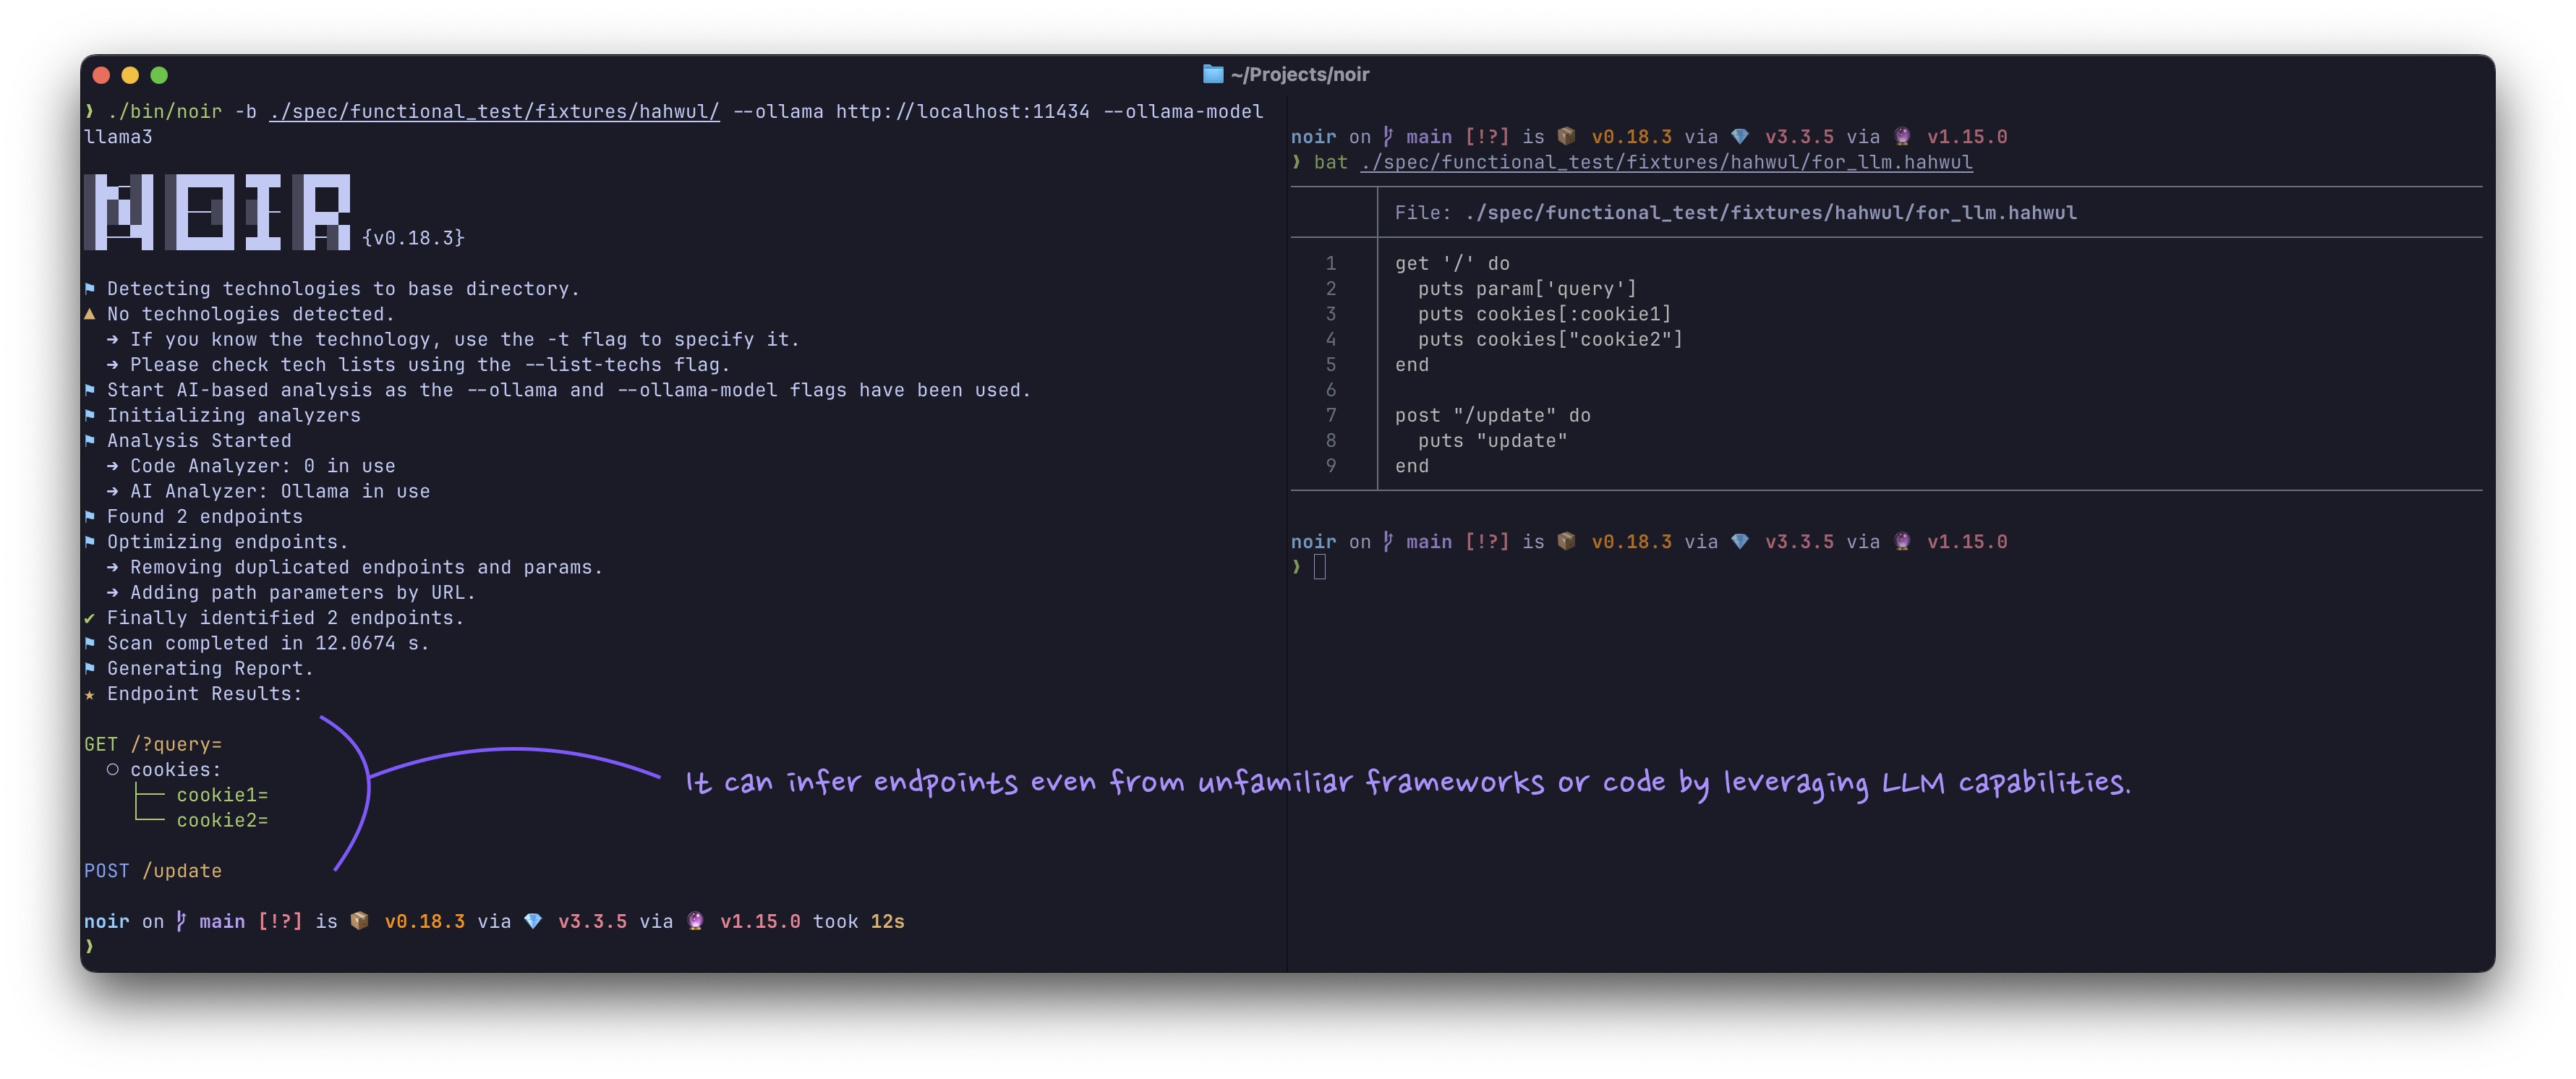 ~/Projects/noir
❱ ./bin/noir -b ./spec/functional_test/fixtures/hahwul/ --ollama http://localhost:11434 --ollama-model
llama3
NOIR {v0.18.3}
⚑ Detecting technologies to base directory.
▲ No technologies detected.
➔ If you know the technology, use the -t flag to specify it.
➔ Please check tech lists using the --list-techs flag.
⚑ Start AI-based analysis as the --ollama and --ollama-model flags have been used.
⚑ Initializing analyzers
⚑ Analysis Started
➔ Code Analyzer: 0 in use
➔ AI Analyzer: Ollama in use
⚑ Found 2 endpoints
⚑ Optimizing endpoints.
➔ Removing duplicated endpoints and params.
➔ Adding path parameters by URL.
✔ Finally identified 2 endpoints.
⚑ Scan completed in 12.0674 s.
⚑ Generating Report.
★ Endpoint Results:
GET /?query=
○ cookies:
├── cookie1=
└── cookie2=
POST /update
noir on main [!?] is 📦 v0.18.3 via 💎 v3.3.5 via 🔮 v1.15.0 took 12s
❱
It can infer endpoints even from unfamiliar frameworks or code by leveraging LLM capabilities.
noir on main [!?] is 📦 v0.18.3 via 💎 v3.3.5 via 🔮 v1.15.0
❱ bat ./spec/functional_test/fixtures/hahwul/for_llm.hahwul
File: ./spec/functional_test/fixtures/hahwul/for_llm.hahwul
1 get '/' do
2 puts param['query']
3 puts cookies[:cookie1]
4 puts cookies["cookie2"]
5 end
6
7 post "/update" do
8 puts "update"
9 end
noir on main [!?] is 📦 v0.18.3 via 💎 v3.3.5 via 🔮 v1.15.0
❱